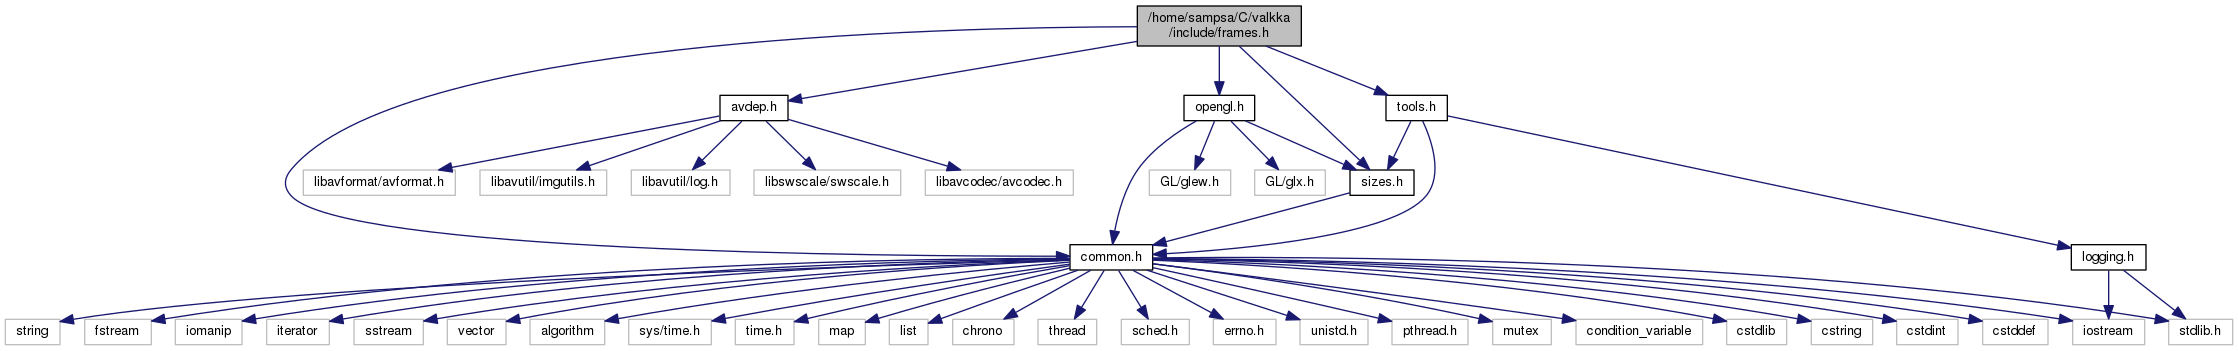 /home/sampsa/C/valkka
/include/frames.h
avdep.h
opengl.h
tools.h
libavformat/avformat.h
libavutil/imgutils.h
libavutil/log.h
libswscale/swscale.h
libavcodec/avcodec.h
GL/glew.h
GL/glx.h
sizes.h
common.h
logging.h
string
fstream
iomanip
iterator
sstream
vector
algorithm
sys/time.h
time.h
map
list
chrono
thread
sched.h
errno.h
unistd.h
pthread.h
mutex
condition_variable
cstdlib
cstring
cstdint
cstddef
iostream
stdlib.h